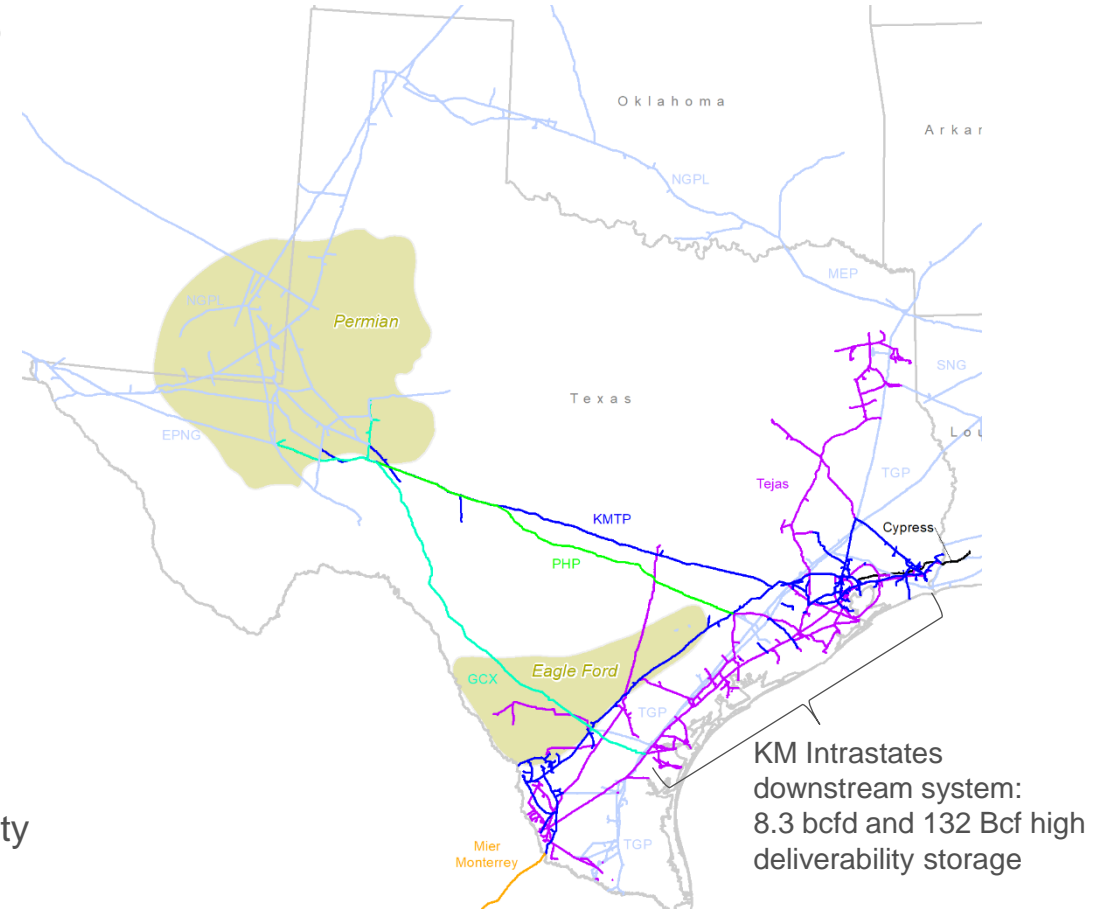 Oklahoma
Arkar
NGPL
MEP
NGPL
Permian
SNG
Texas
Lou
EPNG
TGP
Tejas
Cypress
KMTP
PHP
Eagle Ford
GCX
TGP
KM Intrastates
downstream system:
8.3 bcfd and 132 Bcf high
deliverability storage
ty
Mier
Monterrey
TGP